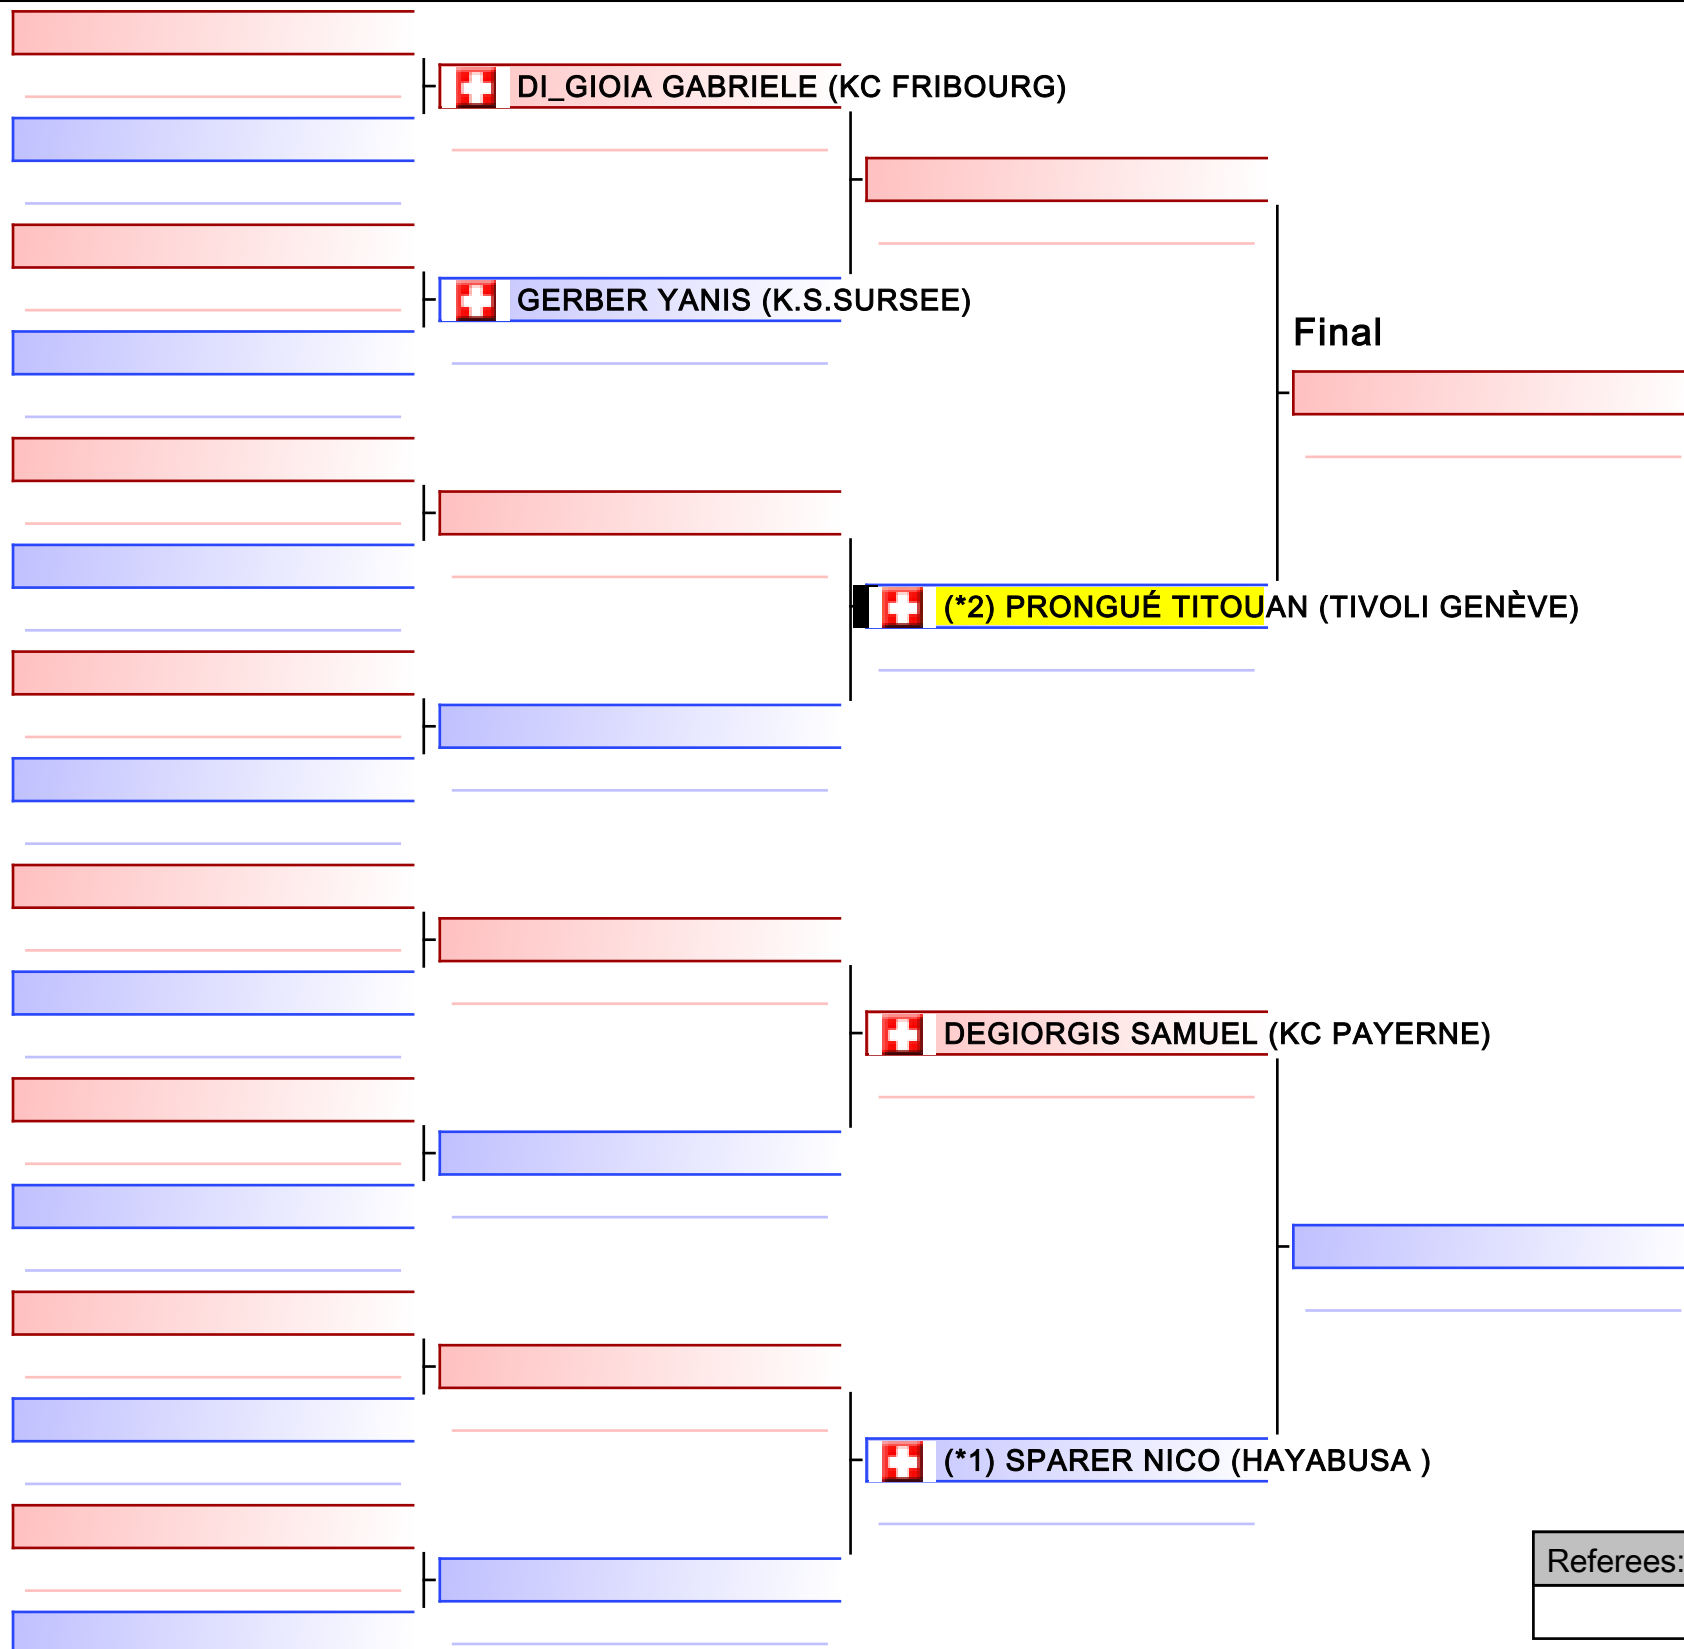 DI_GIOIA GABRIELE (KC FRIBOURG)
GERBER YANIS (K.S.SURSEE)
Final
(*2) PRONGUÉ TITOUAN (TIVOLI GENÈVE)
DEGIORGIS SAMUEL (KC PAYERNE)
(*1) SPARER NICO (HAYABUSA )
Referees: